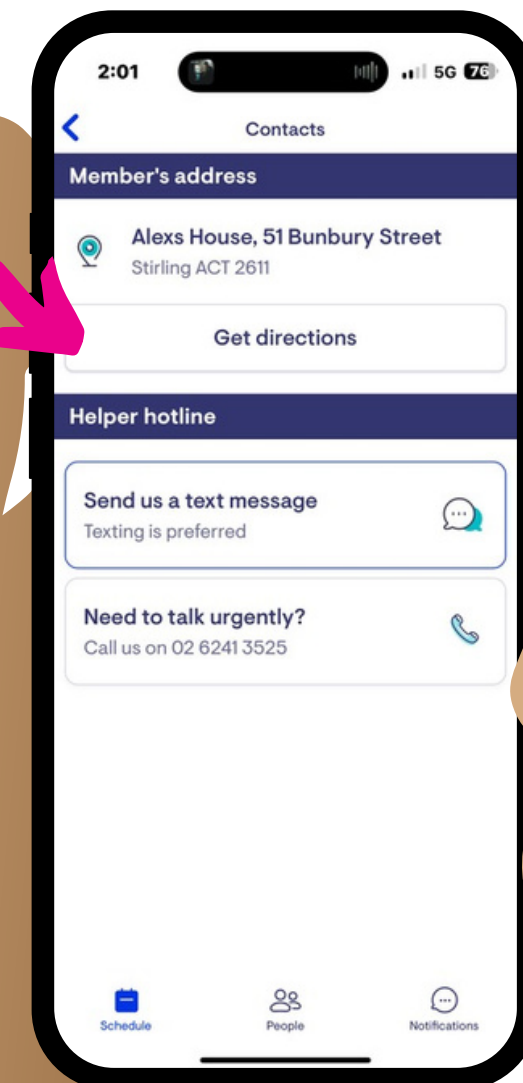 2:01 5G 76
Contacts
Member's address
Alexs House, 51 Bunbury Street
Stirling ACT 2611
Get directions
Helper hotline
Send us a text message
Texting is preferred
Need to talk urgently?
Call us on 02 6241 3525
Schedule People Notifications